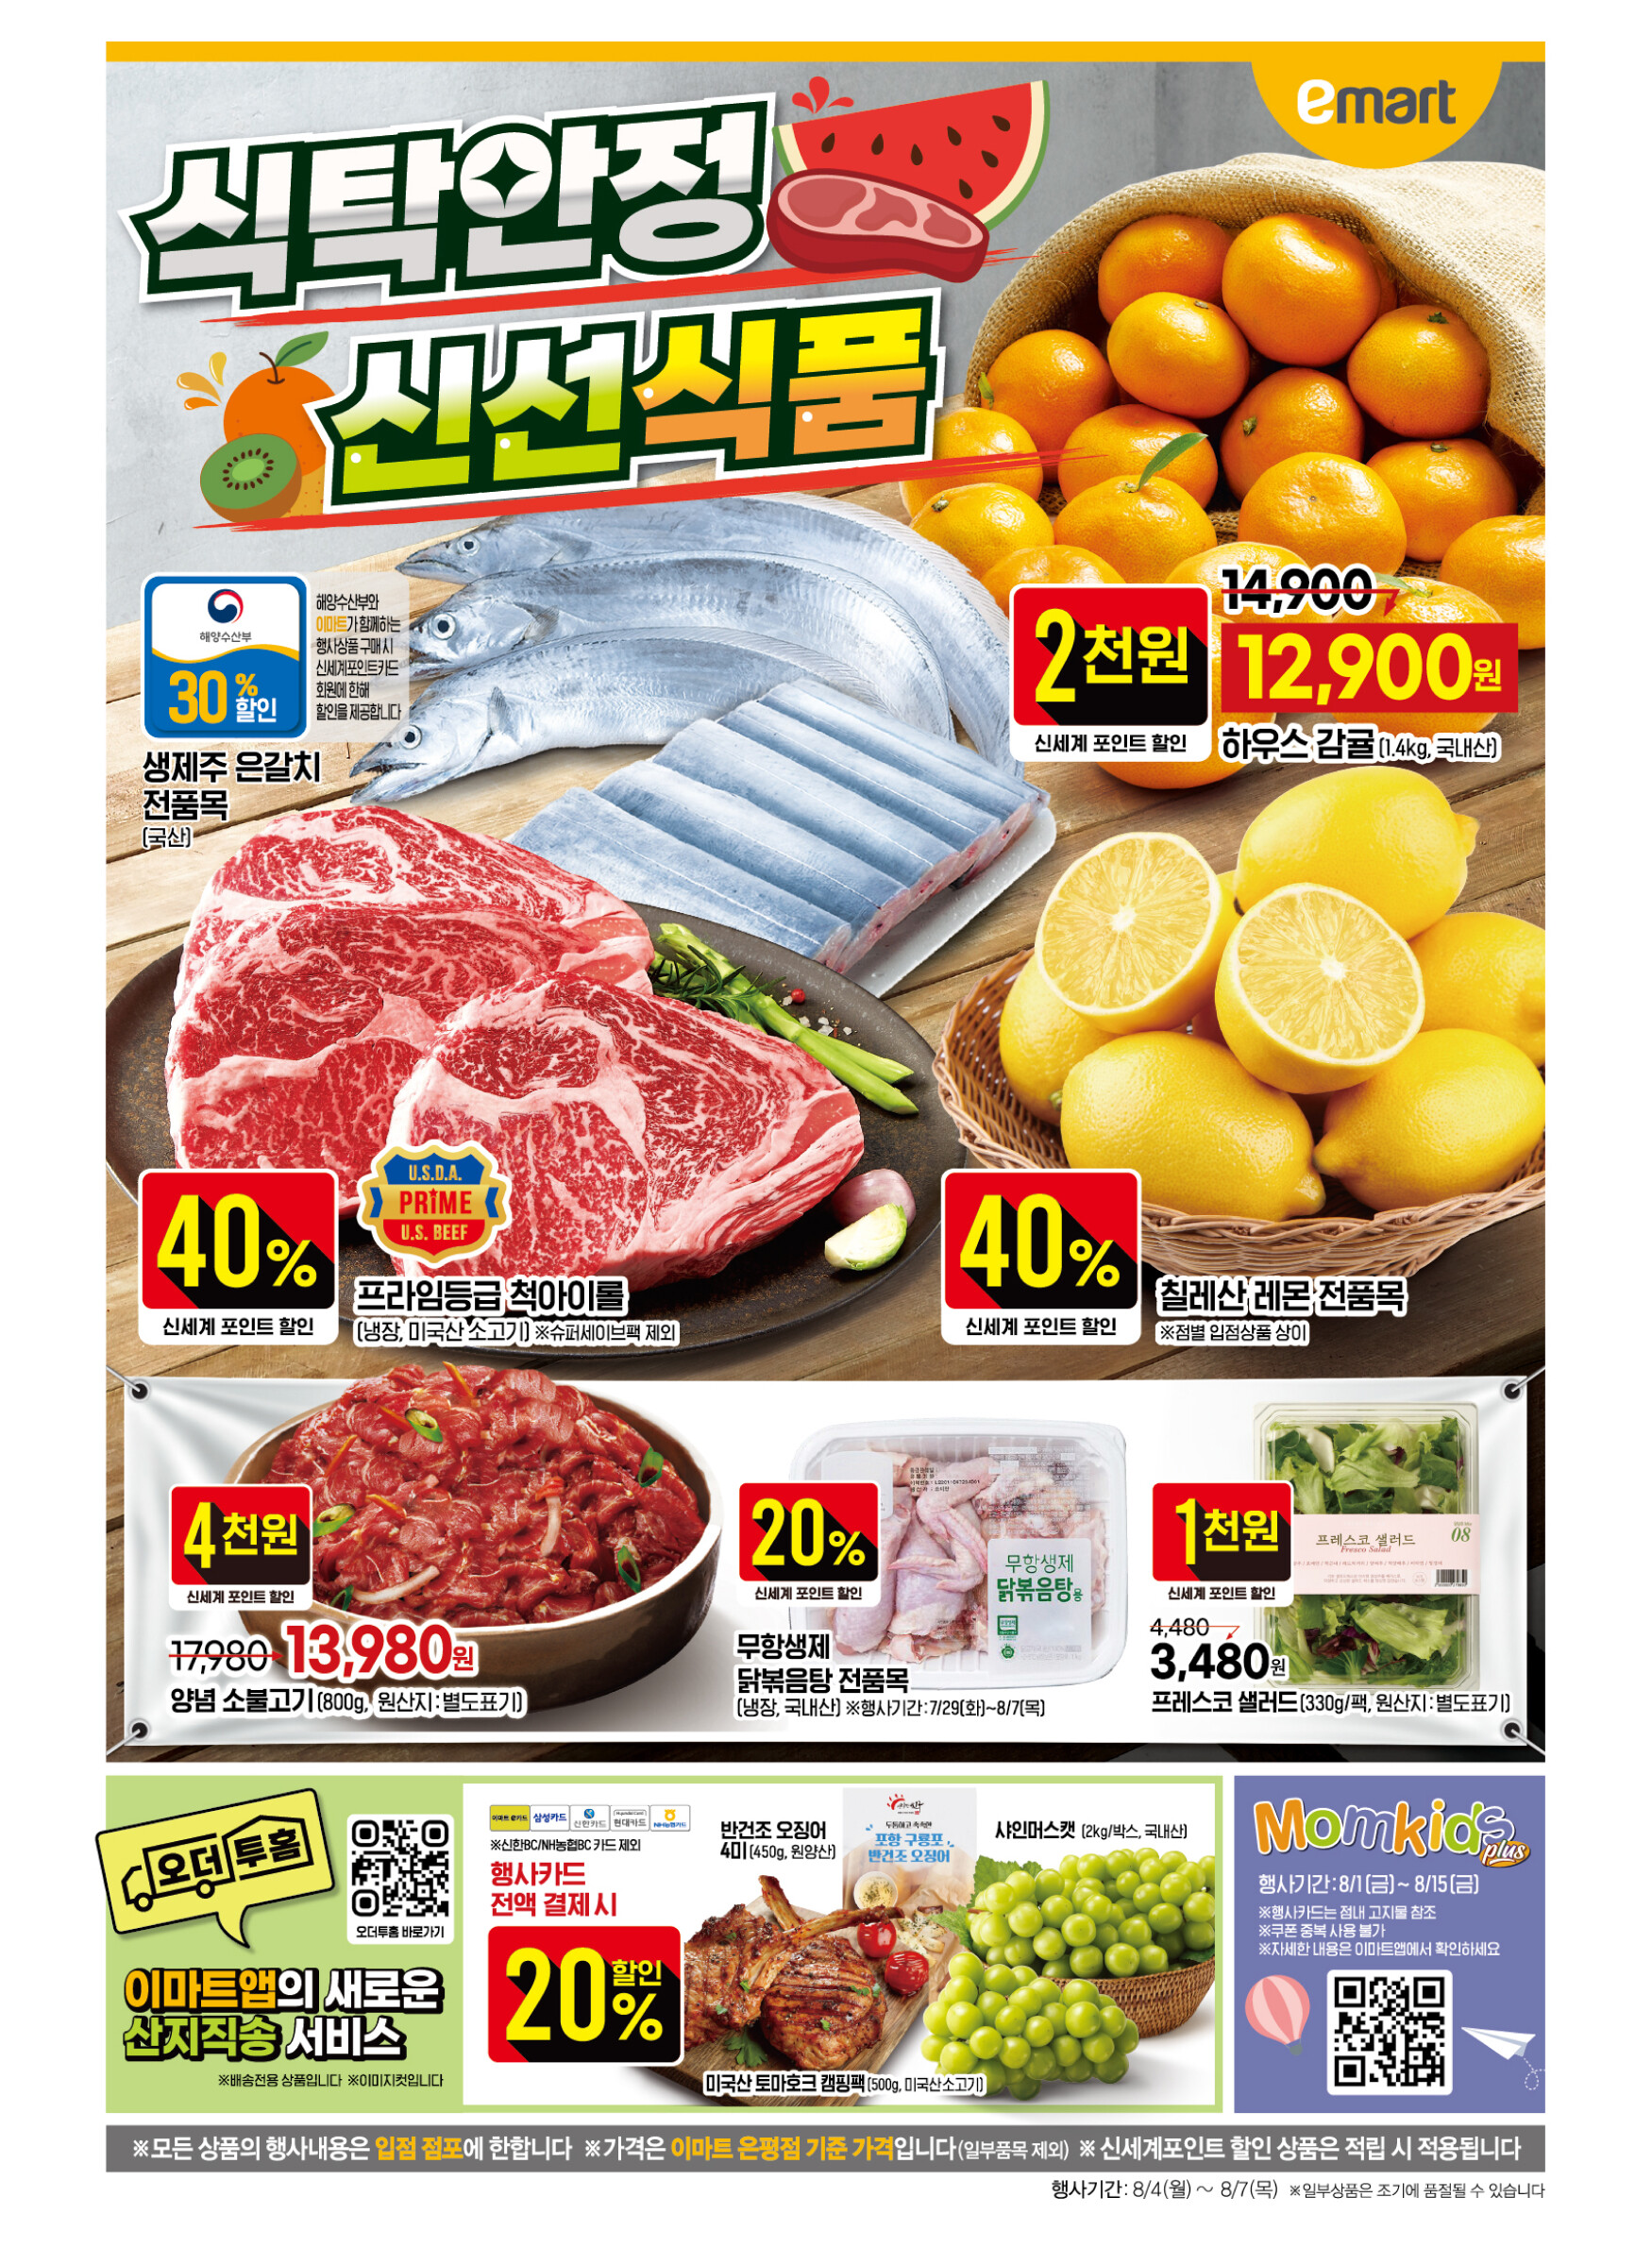 emart
식탁안정
신선식품
해양수산부
30% 할인
해양수산부와
이마트가 함께하는
행사상품 구매 시
신세계포인트카드
회원에 한해
할인을 제공합니다
생제주 은갈치
전품목
(국산)
2천원
신세계 포인트 할인
14,900
12,900원
하우스 감귤 (1.4kg, 국내산)
40%
신세계 포인트 할인
U.S.D.A.
PRIME
U.S. BEEF
프라임등급 척아이롤
(냉장, 미국산 소고기) ※슈퍼세이브팩 제외
40%
신세계 포인트 할인
칠레산 레몬 전품목
※점별 입점상품 상이
4천원
신세계 포인트 할인
17,980 13,980원
양념 소불고기 (800g, 원산지:별도표기)
20%
신세계 포인트 할인
무항생제
닭볶음탕용
무항생제
닭볶음탕 전품목
(냉장, 국내산) ※행사기간:7/29(화)~8/7(목)
1천원
신세계 포인트 할인
프레스코 샐러드
Fresco Salad
08
4,480
3,480원
프레스코 샐러드(330g/팩, 원산지:별도표기)
오더 투홈
오더투홈 바로가기
이마트앱의 새로운
산지직송 서비스
※배송전용 상품입니다 ※이미지컷입니다
이마트 e카드 삼성카드 신한카드 현대카드 NH농협카드
※신한BC/NH농협BC 카드 제외
행사카드
전액 결제 시
20% 할인
반건조 오징어
4미(450g, 원양산)
포항 구룡포
반건조 오징어
샤인머스캣 (2kg/박스, 국내산)
미국산 토마호크 캠핑팩(500g, 미국산소고기)
Momkids plus
행사기간:8/1(금)~ 8/15(금)
※행사카드는 점내 고지물 참조
※쿠폰 중복 사용 불가
※자세한 내용은 이마트앱에서 확인하세요
※모든 상품의 행사내용은 입점 점포에 한합니다 ※가격은 이마트 은평점 기준 가격입니다(일부품목 제외) ※ 신세계포인트 할인 상품은 적립 시 적용됩니다
행사기간: 8/4(월) ~ 8/7(목) ※일부상품은 조기에 품절될 수 있습니다